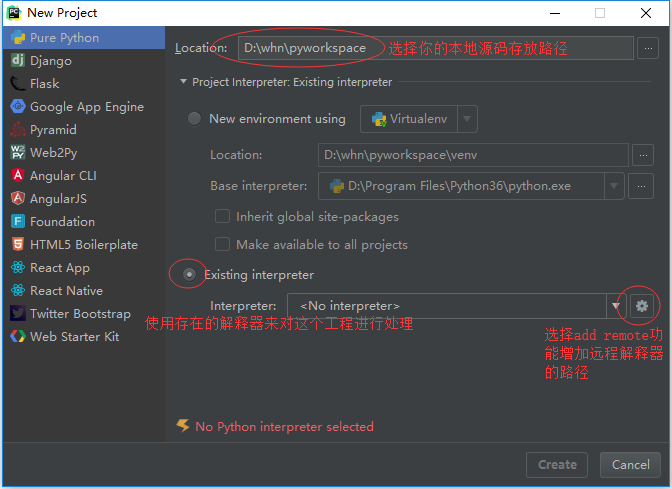 New Project
Pure Python
Django
Flask
Google App Engine
Pyramid
Web2Py
Angular CLI
AngularJS
Foundation
HTML5 Boilerplate
React App
React Native
Twitter Bootstrap
Web Starter Kit
Location: D:\whn\pyworkspace 选择你的本地源码存放路径
Project Interpreter: Existing interpreter
New environment using Virtualenv
Location: D:\whn\pyworkspace\venv
Base interpreter: D:\Program Files\Python36\python.exe
Inherit global site-packages
Make available to all projects
Existing interpreter
Interpreter: <No interpreter>
使用存在的解释器来对这个工程进行处理
选择add remote功
能增加远程解释器
的路径
No Python interpreter selected
Create Cancel